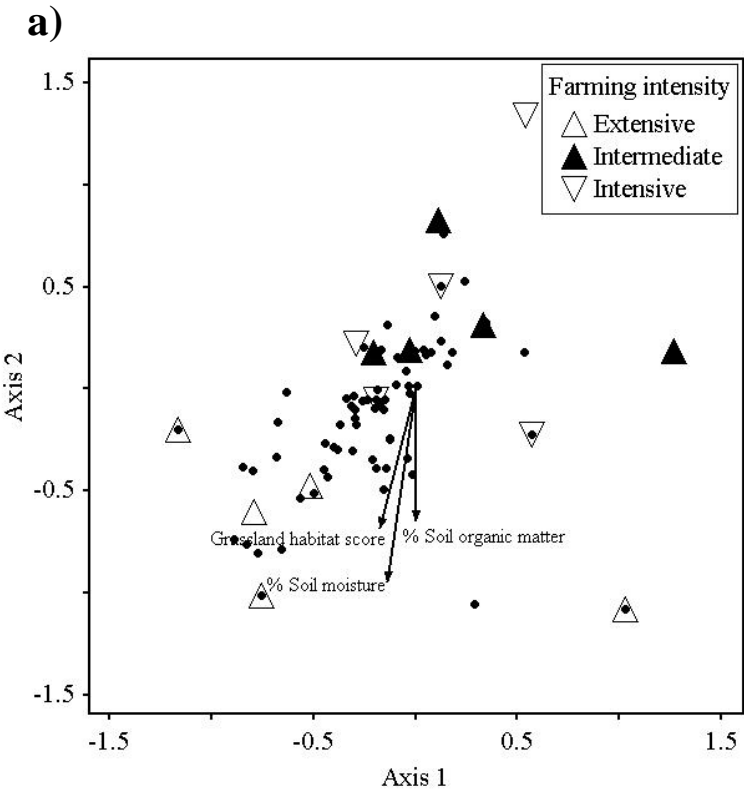 a)
1.5
Farming intensity
Extensive
Intermediate
Intensive
0.5
Axis 2
-0.5
Grassland habitat score
% Soil organic matter
% Soil moisture
-1.5
-1.5
-0.5
0.5
1.5
Axis 1